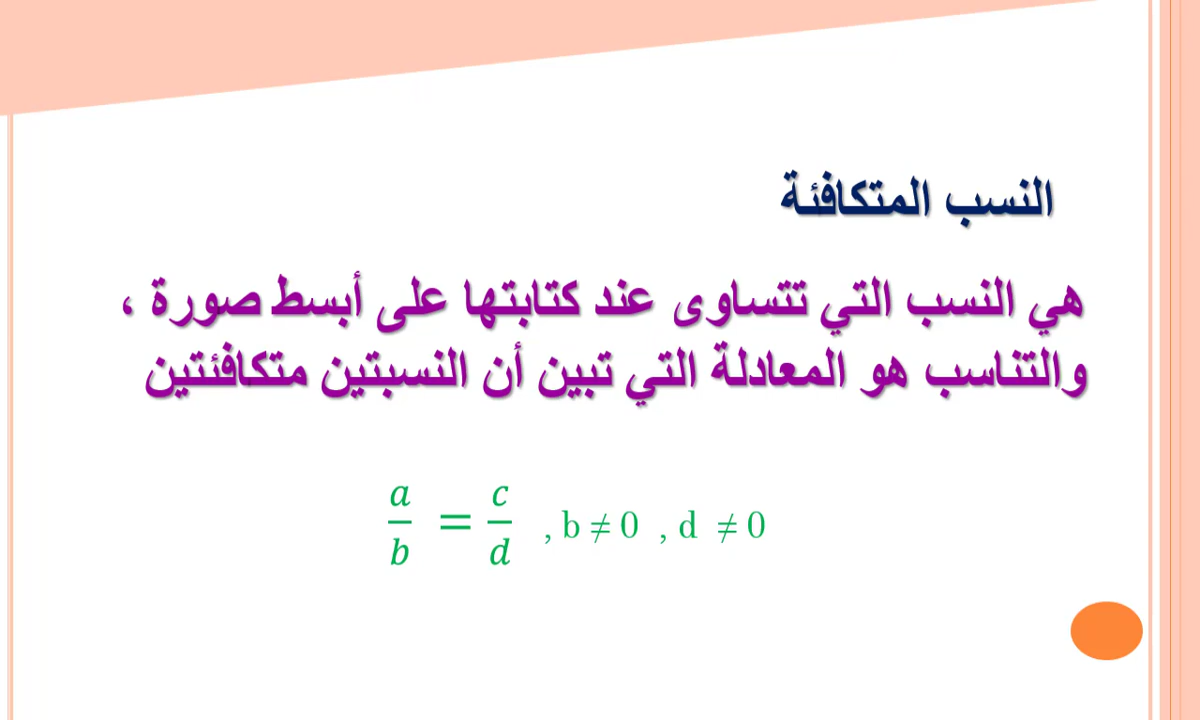 النسب المتكافئة
هي النسب التي تتساوى عند كتابتها على أبسط صورة ،
والتناسب هو المعادلة التي تبين أن النسبتين متكافئتين
a/b = c/d , b ≠ 0 , d ≠ 0